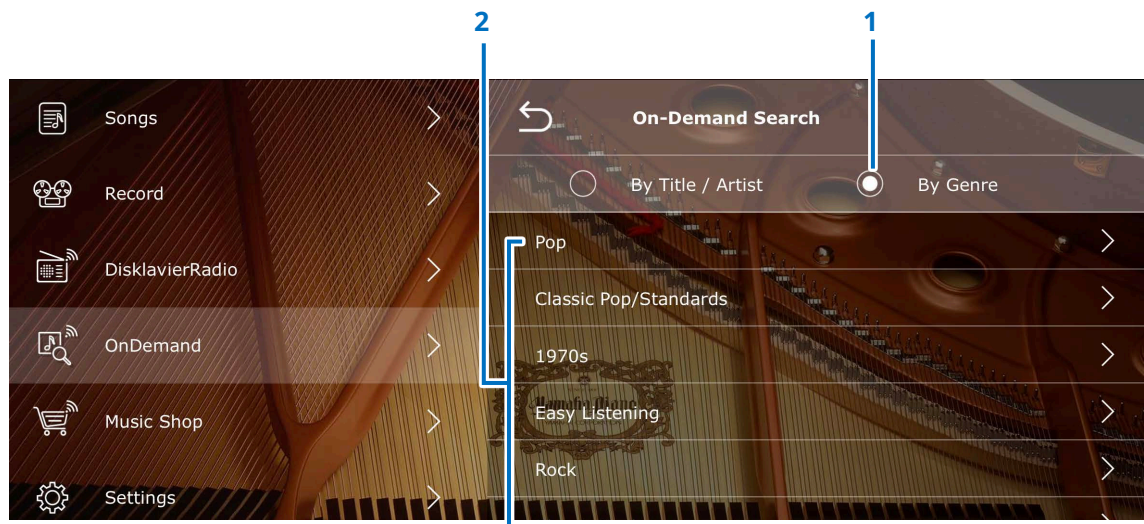 2
1
Songs
Record
DisklavierRadio
OnDemand
Music Shop
Settings
On-Demand Search
By Title / Artist
By Genre
Pop
Classic Pop/Standards
1970s
Easy Listening
Rock